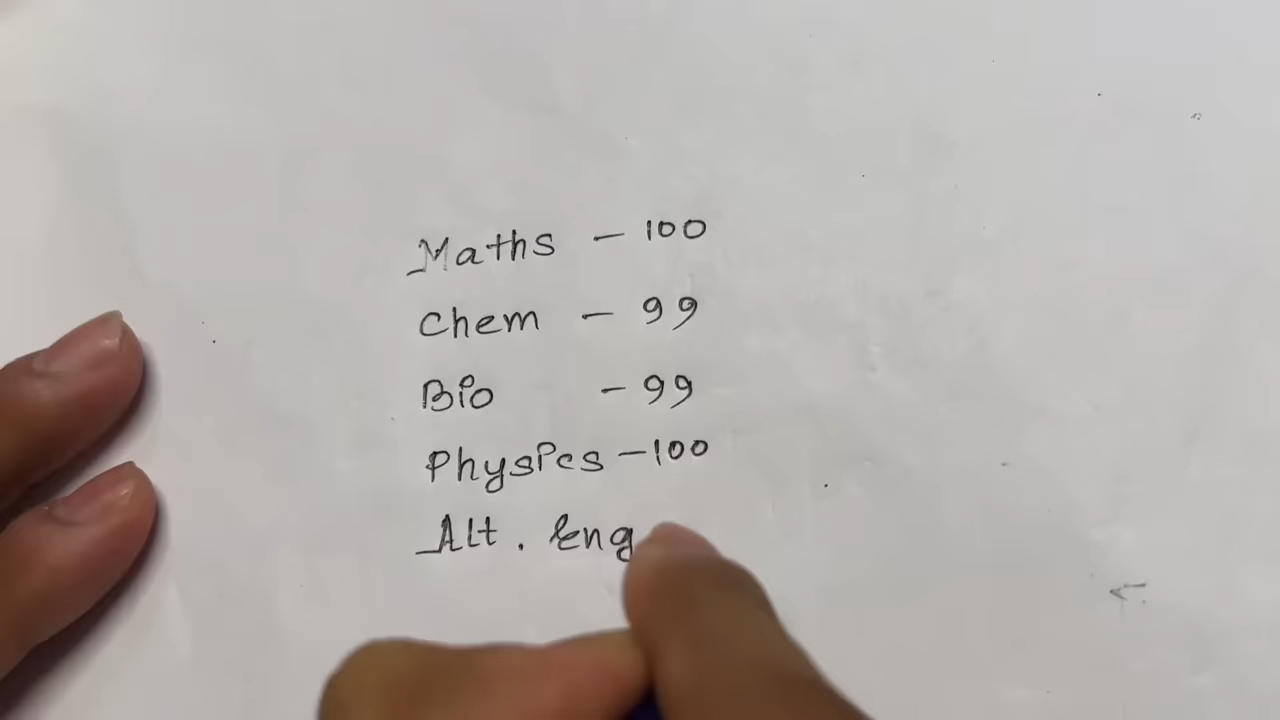 Maths - 100
Chem - 99
Bio - 99
Physics - 100
Alt. Eng